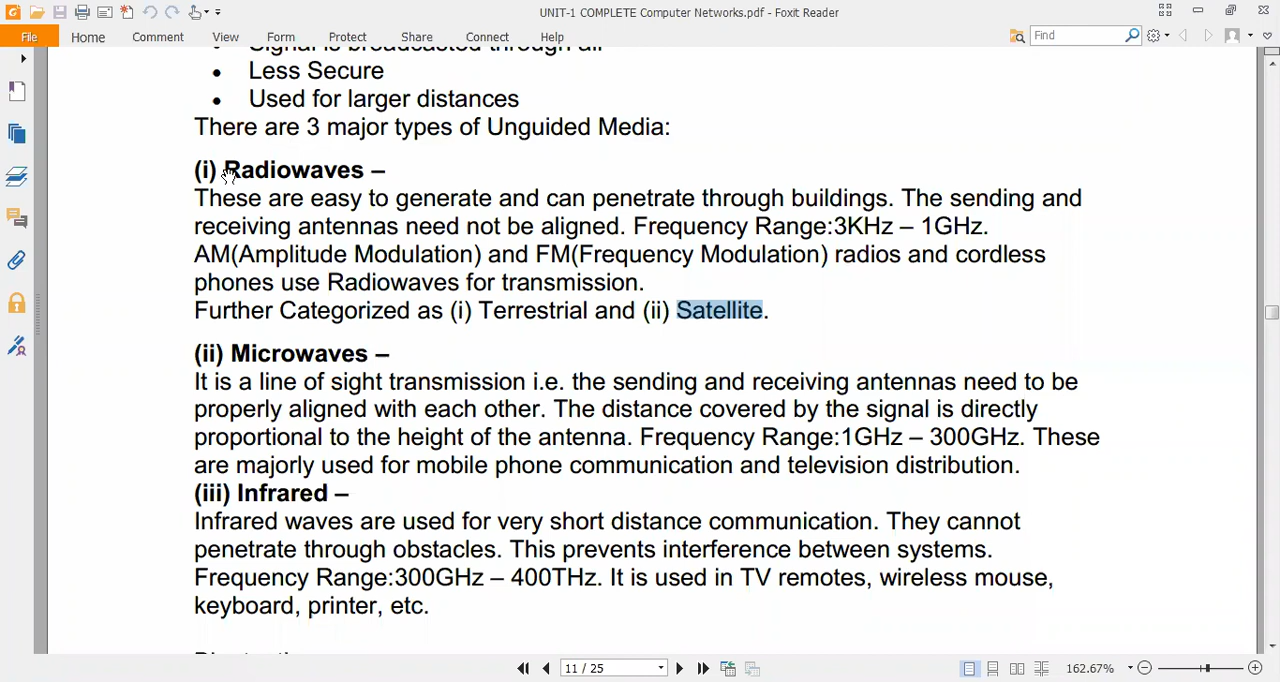 UNIT-1 COMPLETE Computer Networks.pdf - Foxit Reader
File Home Comment View Form Protect Share Connect Help Find
• Signal is broadcasted through air
• Less Secure
• Used for larger distances
There are 3 major types of Unguided Media:
(i) Radiowaves –
These are easy to generate and can penetrate through buildings. The sending and
receiving antennas need not be aligned. Frequency Range:3KHz – 1GHz.
AM(Amplitude Modulation) and FM(Frequency Modulation) radios and cordless
phones use Radiowaves for transmission.
Further Categorized as (i) Terrestrial and (ii) Satellite.
(ii) Microwaves –
It is a line of sight transmission i.e. the sending and receiving antennas need to be
properly aligned with each other. The distance covered by the signal is directly
proportional to the height of the antenna. Frequency Range:1GHz – 300GHz. These
are majorly used for mobile phone communication and television distribution.
(iii) Infrared –
Infrared waves are used for very short distance communication. They cannot
penetrate through obstacles. This prevents interference between systems.
Frequency Range:300GHz – 400THz. It is used in TV remotes, wireless mouse,
keyboard, printer, etc.
11 / 25 162.67%